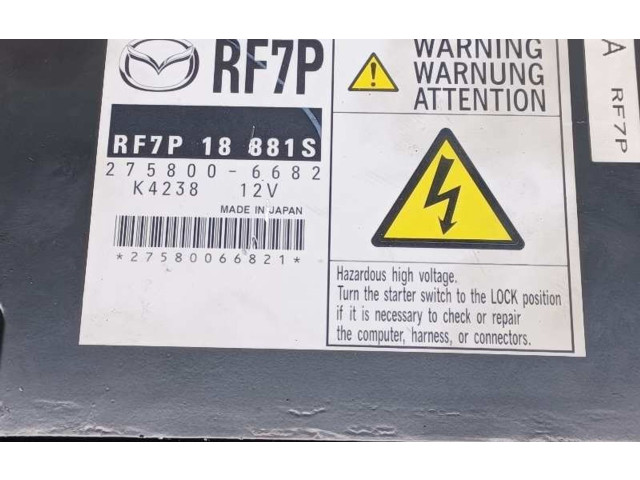 RF7P
RF7P 18 881S
275800-6682
K4238 12V
MADE IN JAPAN
*27580066821*
WARNING
WARNUNG
ATTENTION
Hazardous high voltage.
Turn the starter switch to the LOCK position
if it is necessary to check or repair
the computer, harness, or connectors.
A RF7P